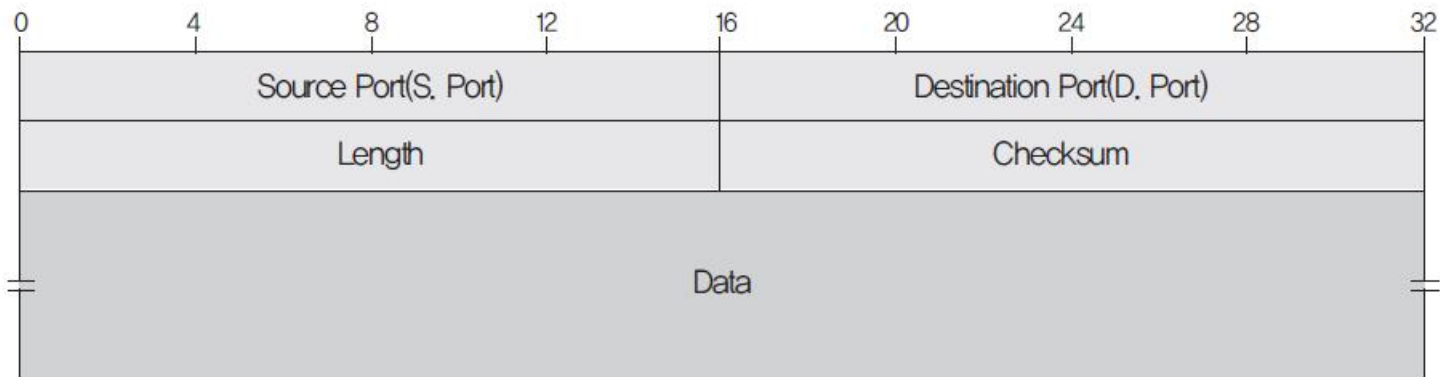 0 4 8 12 16 20 24 28 32
Source Port(S. Port) Destination Port(D. Port)
Length Checksum
Data